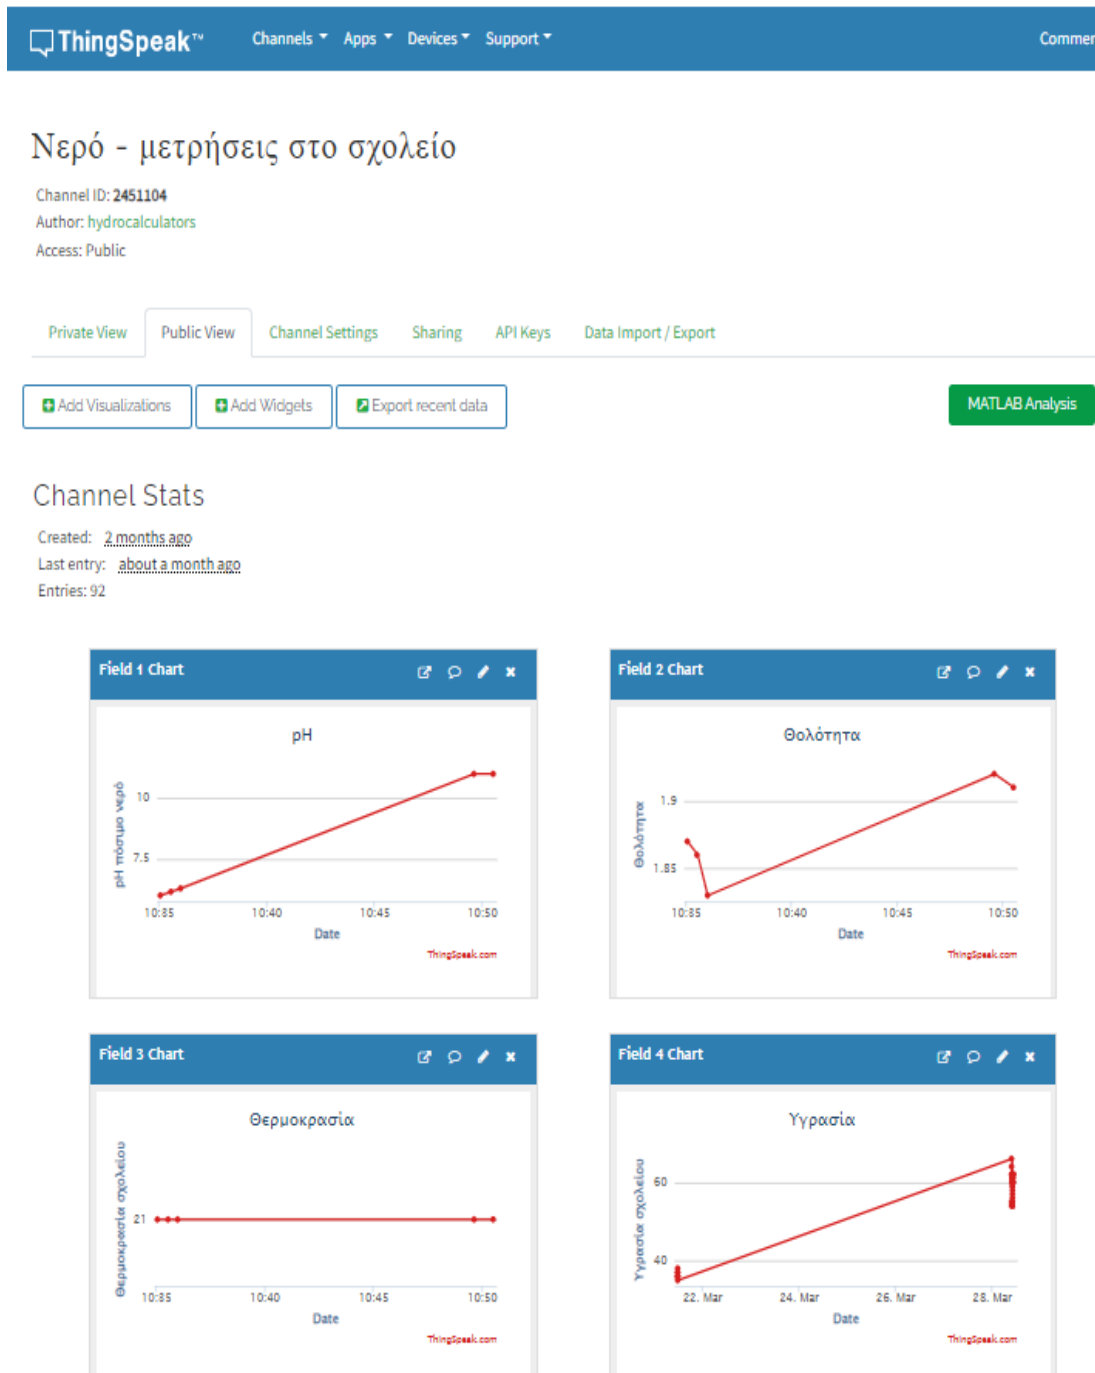 ThingSpeak™ Channels Apps Devices Support Commer
Νερό - μετρήσεις στο σχολείο
Channel ID: 2451104
Author: hydrocalculators
Access: Public
Private View Public View Channel Settings Sharing API Keys Data Import / Export
Add Visualizations Add Widgets Export recent data MATLAB Analysis
Channel Stats
Created: 2 months ago
Last entry: about a month ago
Entries: 92
Field 1 Chart
pH
pH πόσιμο νερό
10
7.5
10:35 10:40 10:45 10:50
Date
ThingSpeak.com
Field 2 Chart
Θολότητα
Θολότητα
1.9
1.85
10:35 10:40 10:45 10:50
Date
ThingSpeak.com
Field 3 Chart
Θερμοκρασία
Θερμοκρασία σχολείου
21
10:35 10:40 10:45 10:50
Date
ThingSpeak.com
Field 4 Chart
Υγρασία
Υγρασία σχολείου
60
40
22. Mar 24. Mar 26. Mar 28. Mar
Date
ThingSpeak.com